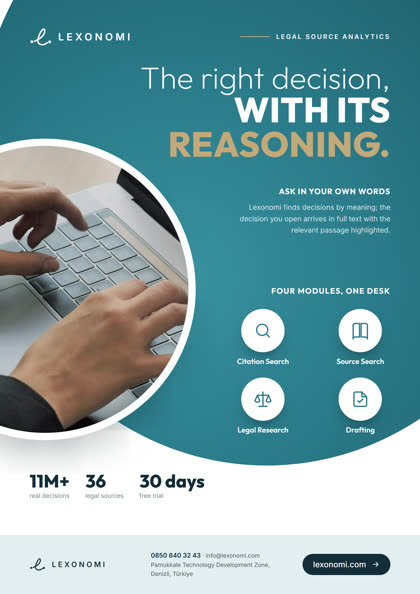 LEXONOMI
LEGAL SOURCE ANALYTICS
The right decision,
WITH ITS
REASONING.
ASK IN YOUR OWN WORDS
Lexonomi finds decisions by meaning; the
decision you open arrives in full text with the
relevant passage highlighted.
FOUR MODULES, ONE DESK
Citation Search
Source Search
Legal Research
Drafting
11M+ 36 30 days
real decisions legal sources free trial
LEXONOMI
0850 840 32 43 · info@lexonomi.com
Pamukkale Technology Development Zone,
Denizli, Türkiye
lexonomi.com →